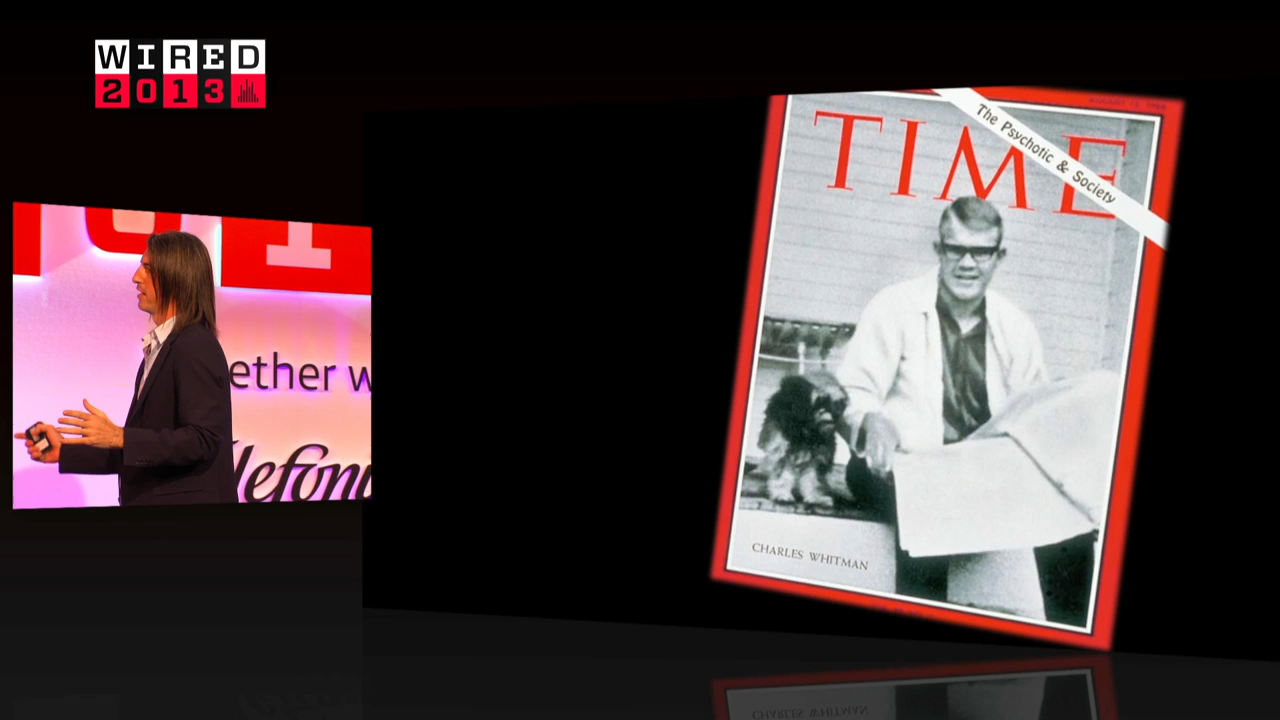 WIRED
2013
ether w
lefoni
The Psychotic & Society
TIME
CHARLES WHITMAN